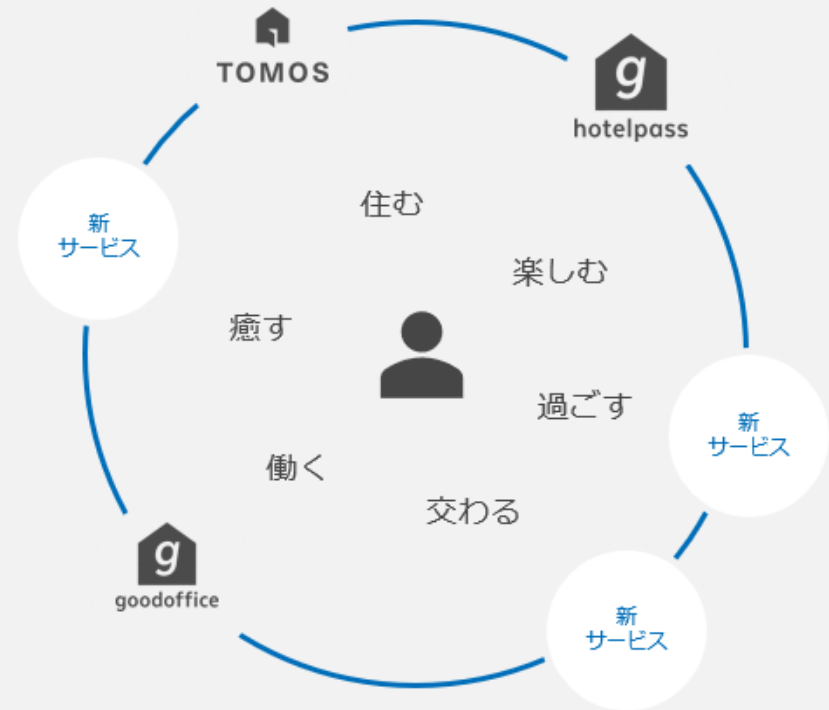 TOMOS
g
hotelpass
住む
新
サービス
楽しむ
癒す
過ごす
新
サービス
働く
交わる
g
goodoffice
新
サービス